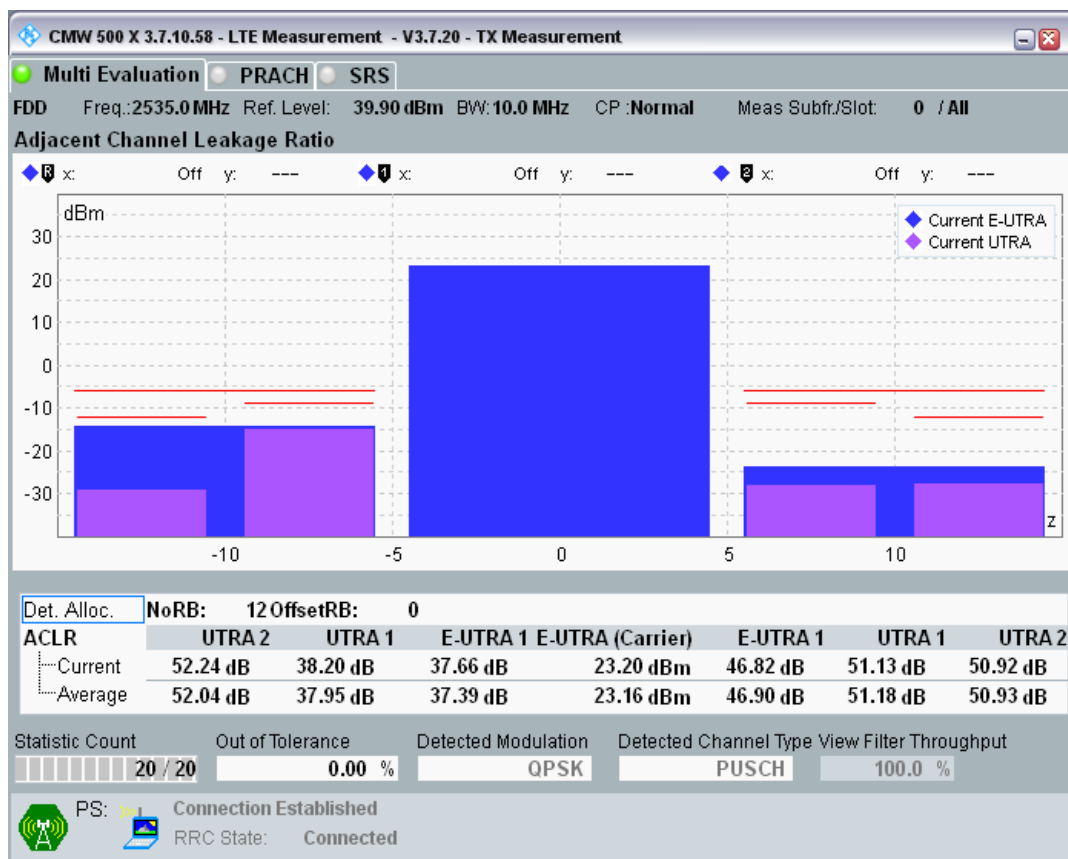 CMW 500 X 3.7.10.58 - LTE Measurement - V3.7.20 - TX Measurement
Multi Evaluation PRACH SRS
FDD Freq.:2535.0 MHz Ref. Level: 39.90 dBm BW: 10.0 MHz CP :Normal Meas Subfr./Slot: 0 / All
Adjacent Channel Leakage Ratio
R x: Off y: --- 1 x: Off y: --- 2 x: Off y: ---
dBm
Current E-UTRA
Current UTRA
30
20
10
0
-10
-20
-30
z
-10 -5 0 5 10
Det. Alloc. NoRB: 12 OffsetRB: 0
ACLR UTRA 2 UTRA 1 E-UTRA 1 E-UTRA (Carrier) E-UTRA 1 UTRA 1 UTRA 2
Current 52.24 dB 38.20 dB 37.66 dB 23.20 dBm 46.82 dB 51.13 dB 50.92 dB
Average 52.04 dB 37.95 dB 37.39 dB 23.16 dBm 46.90 dB 51.18 dB 50.93 dB
Statistic Count Out of Tolerance Detected Modulation Detected Channel Type View Filter Throughput
20 / 20 0.00 % QPSK PUSCH 100.0 %
PS: Connection Established
RRC State: Connected